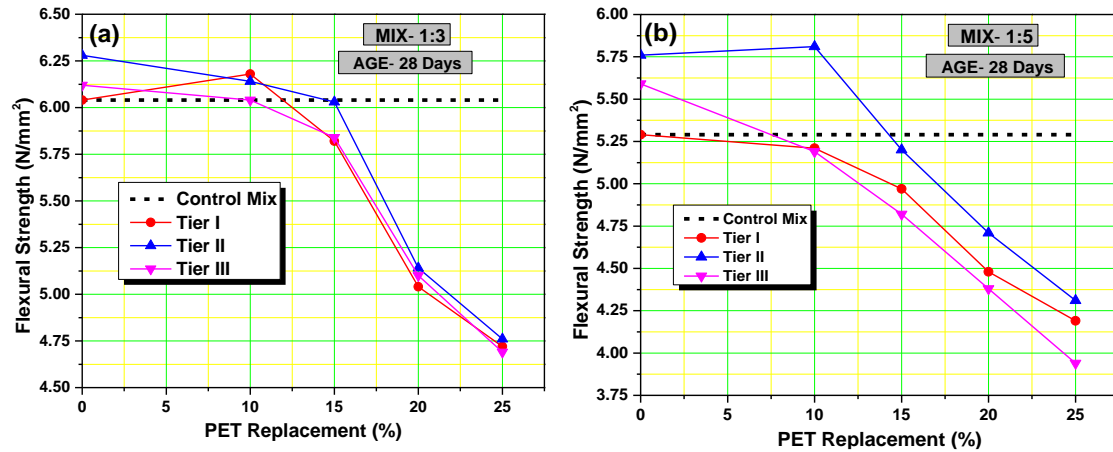 (a)
MIX- 1:3
AGE- 28 Days
Flexural Strength (N/mm²)
6.50
6.25
6.00
5.75
5.50
5.25
5.00
4.75
4.50
Control Mix
Tier I
Tier II
Tier III
0 5 10 15 20 25
PET Replacement (%)
(b)
MIX- 1:5
AGE- 28 Days
Flexural Strength (N/mm²)
6.00
5.75
5.50
5.25
5.00
4.75
4.50
4.25
4.00
3.75
Control Mix
Tier I
Tier II
Tier III
0 5 10 15 20 25
PET Replacement (%)